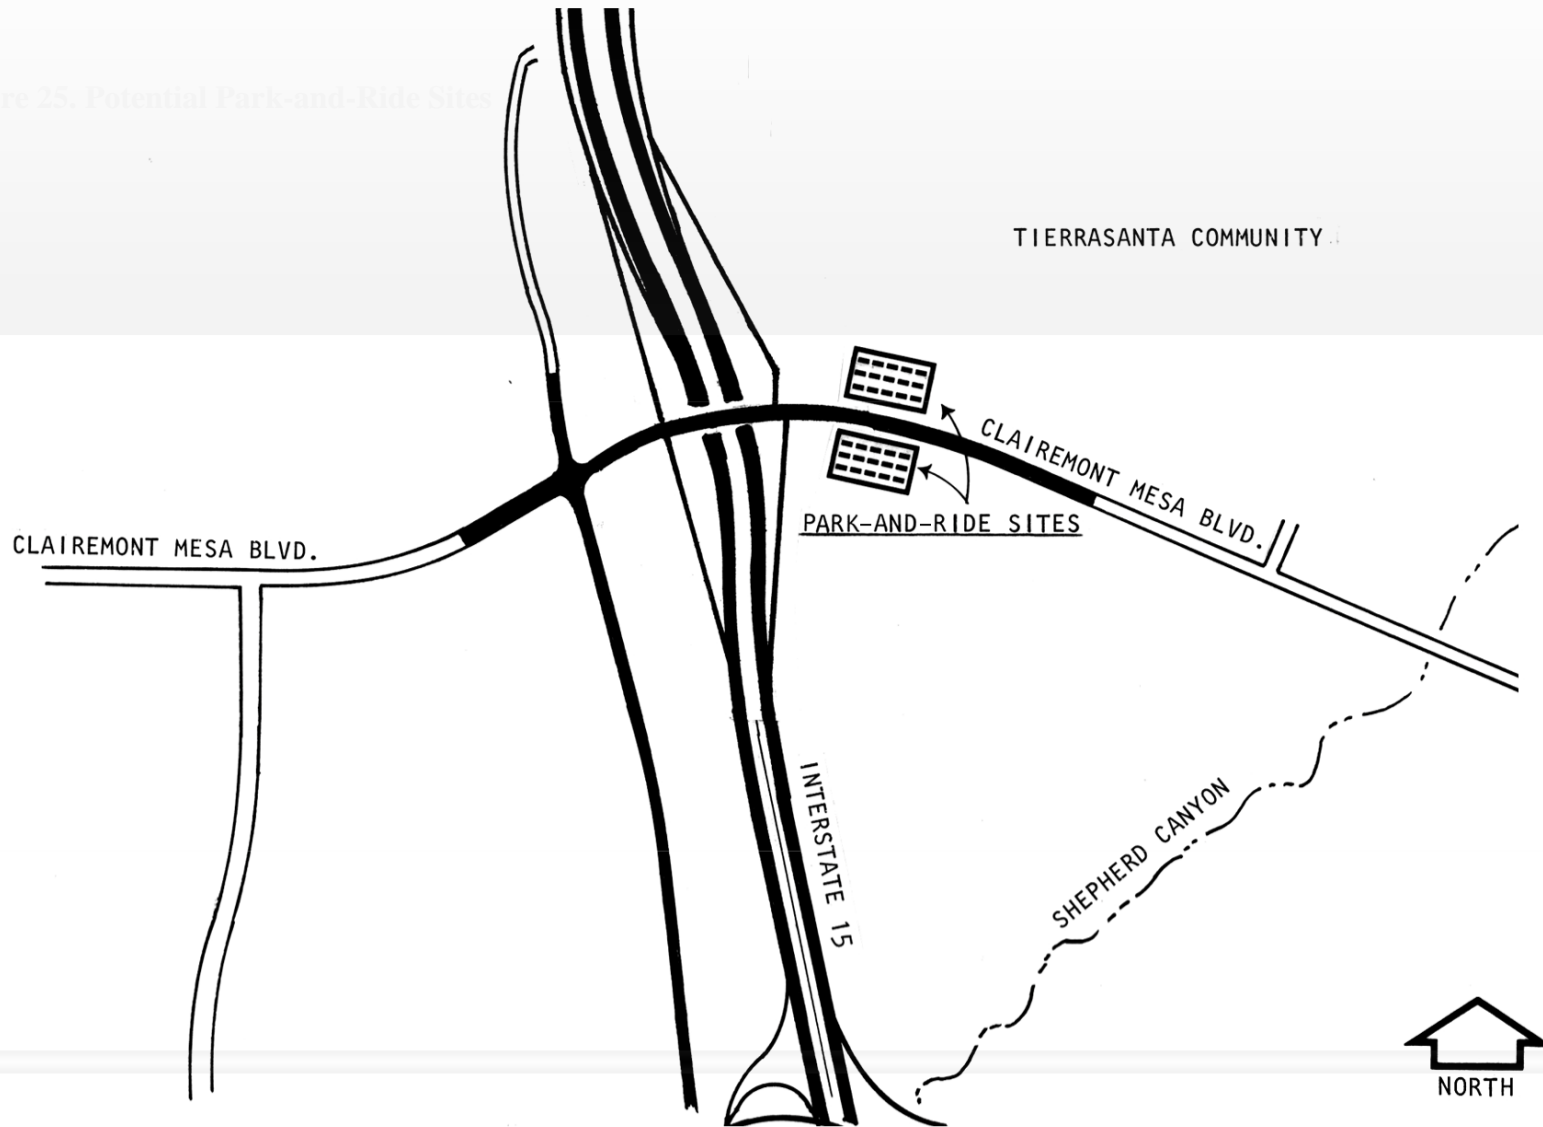 re 25. Potential Park-and-Ride Sites
TIERRASANTA COMMUNITY
CLAIREMONT MESA BLVD.
PARK-AND-RIDE SITES
CLAIREMONT MESA BLVD.
INTERSTATE 15
SHEPHERD CANYON
NORTH